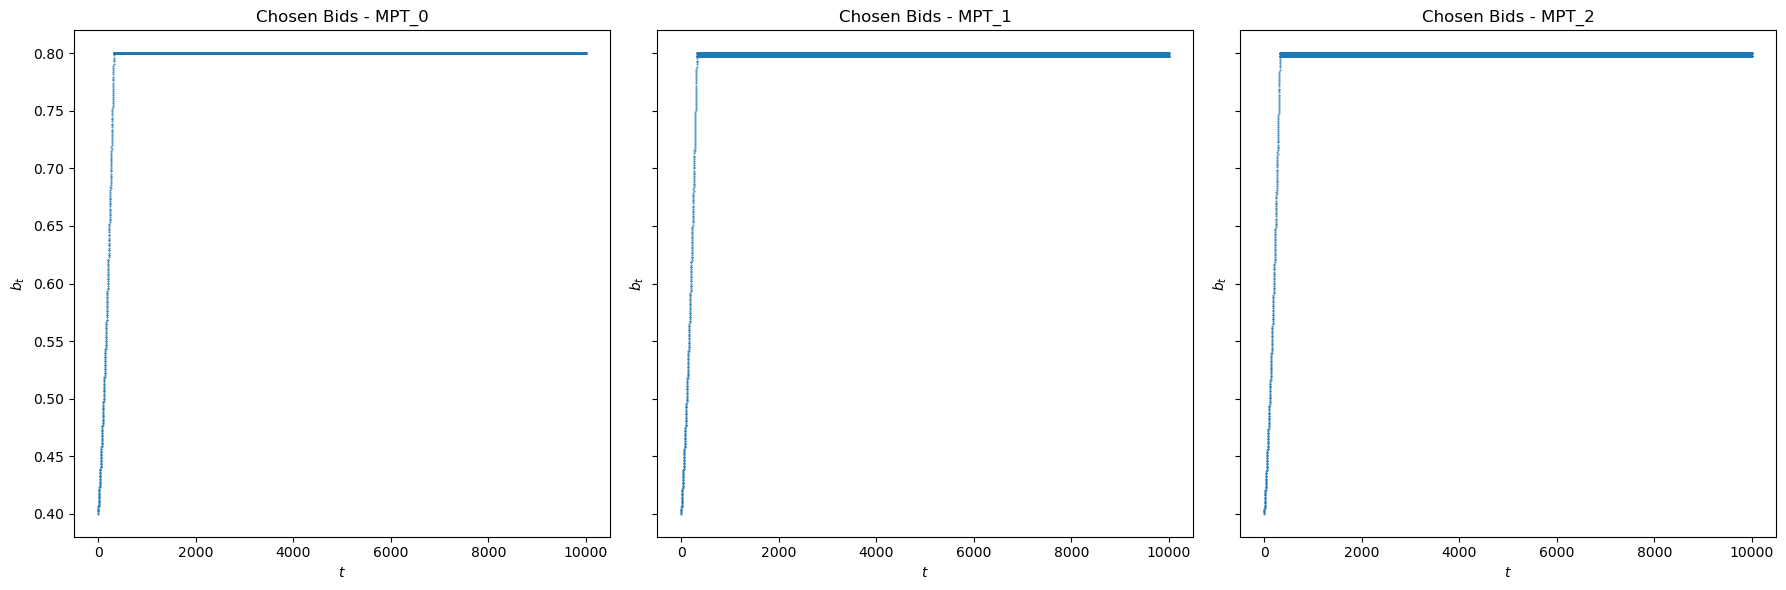 Chosen Bids - MPT_0
0.80
0.75
0.70
0.65
0.60
0.55
0.50
0.45
0.40
b_t
0 2000 4000 6000 8000 10000
t
Chosen Bids - MPT_1
b_t
0 2000 4000 6000 8000 10000
t
Chosen Bids - MPT_2
b_t
0 2000 4000 6000 8000 10000
t